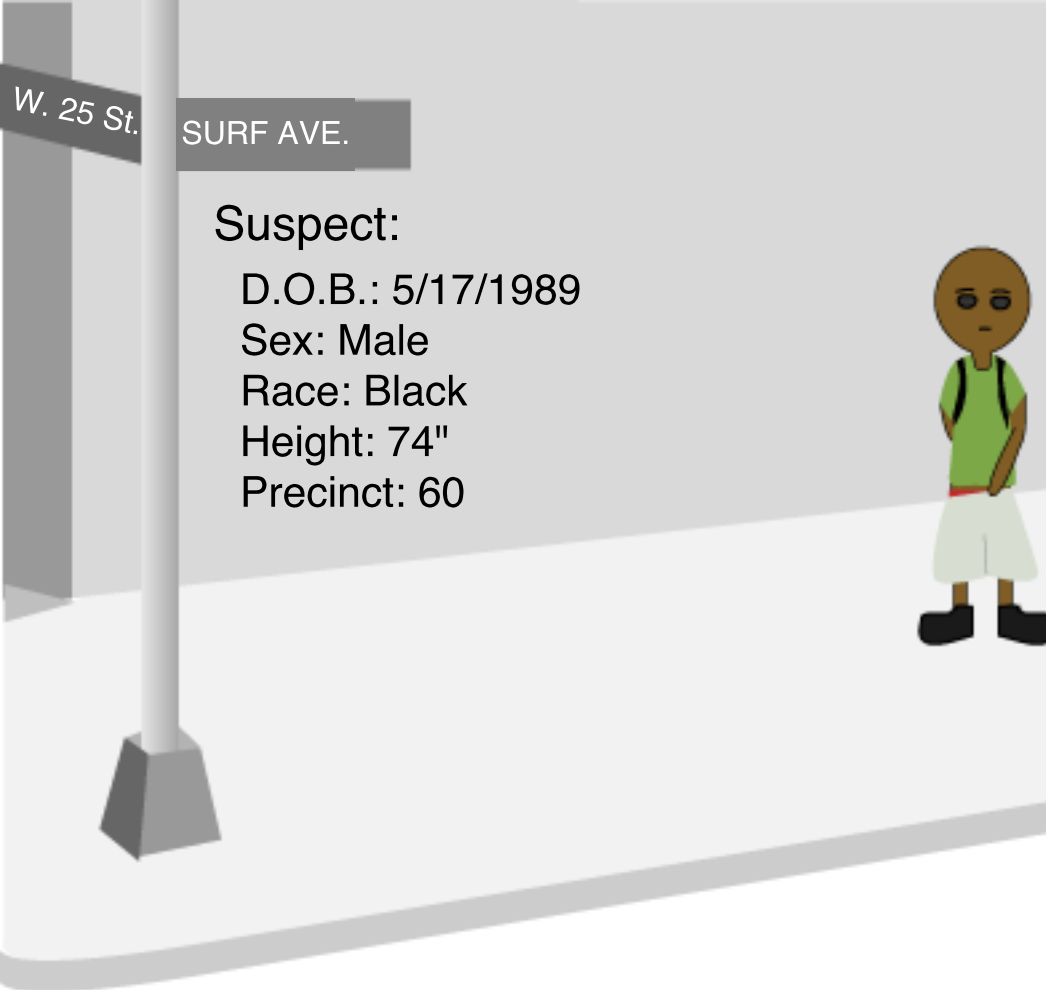 W. 25 St.
SURF AVE.
Suspect:
D.O.B.: 5/17/1989
Sex: Male
Race: Black
Height: 74"
Precinct: 60